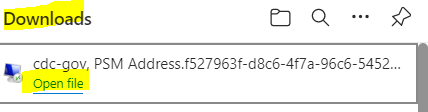 Downloads
cdc-gov, PSM Address.f527963f-d8c6-4f7a-96c6-5452...
Open file